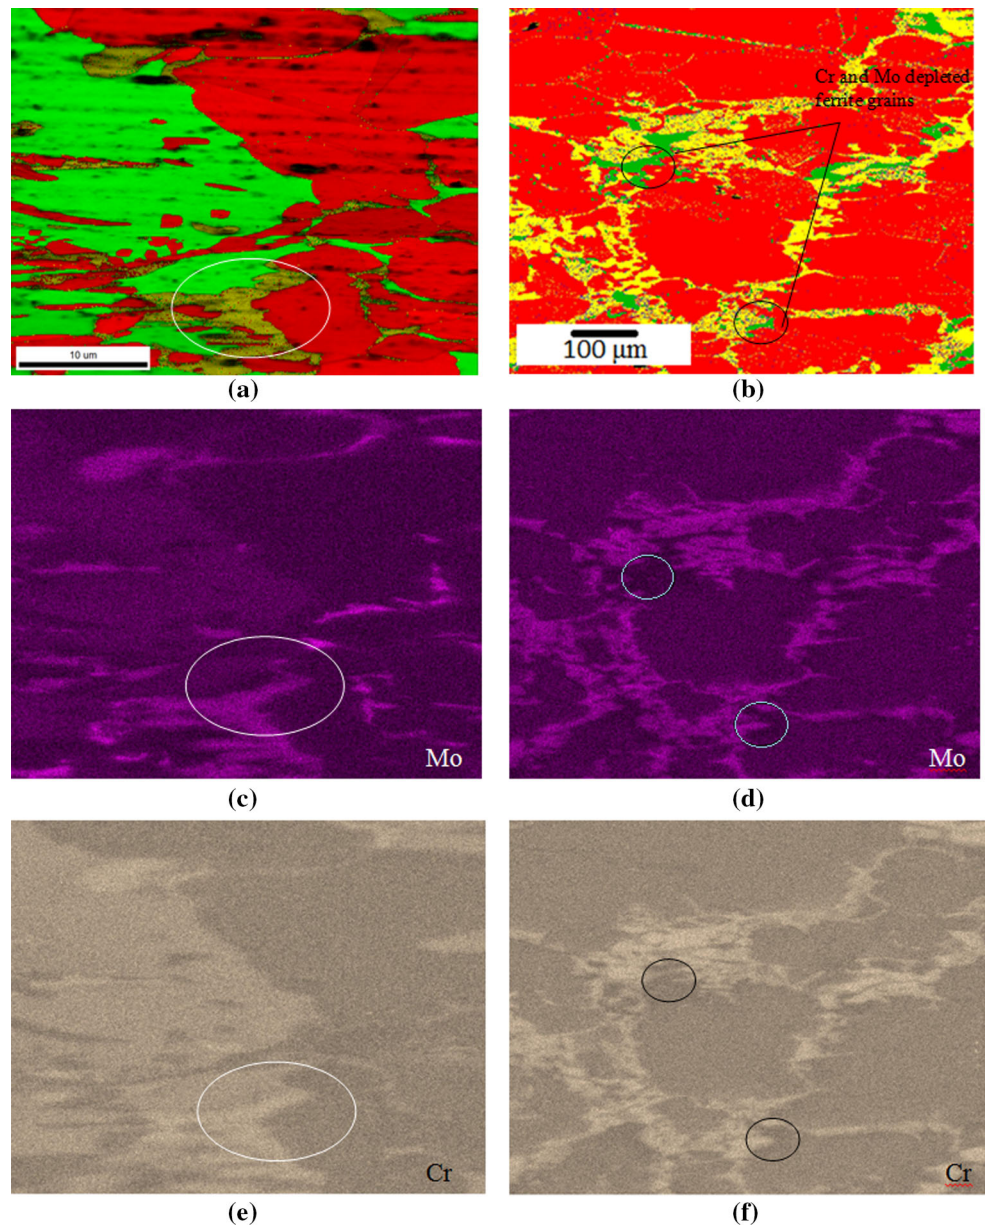 Cr and Mo depleted
ferrite grains
10 um
100 µm
(a)
(b)
Mo
Mo
(c)
(d)
Cr
Cr
(e)
(f)